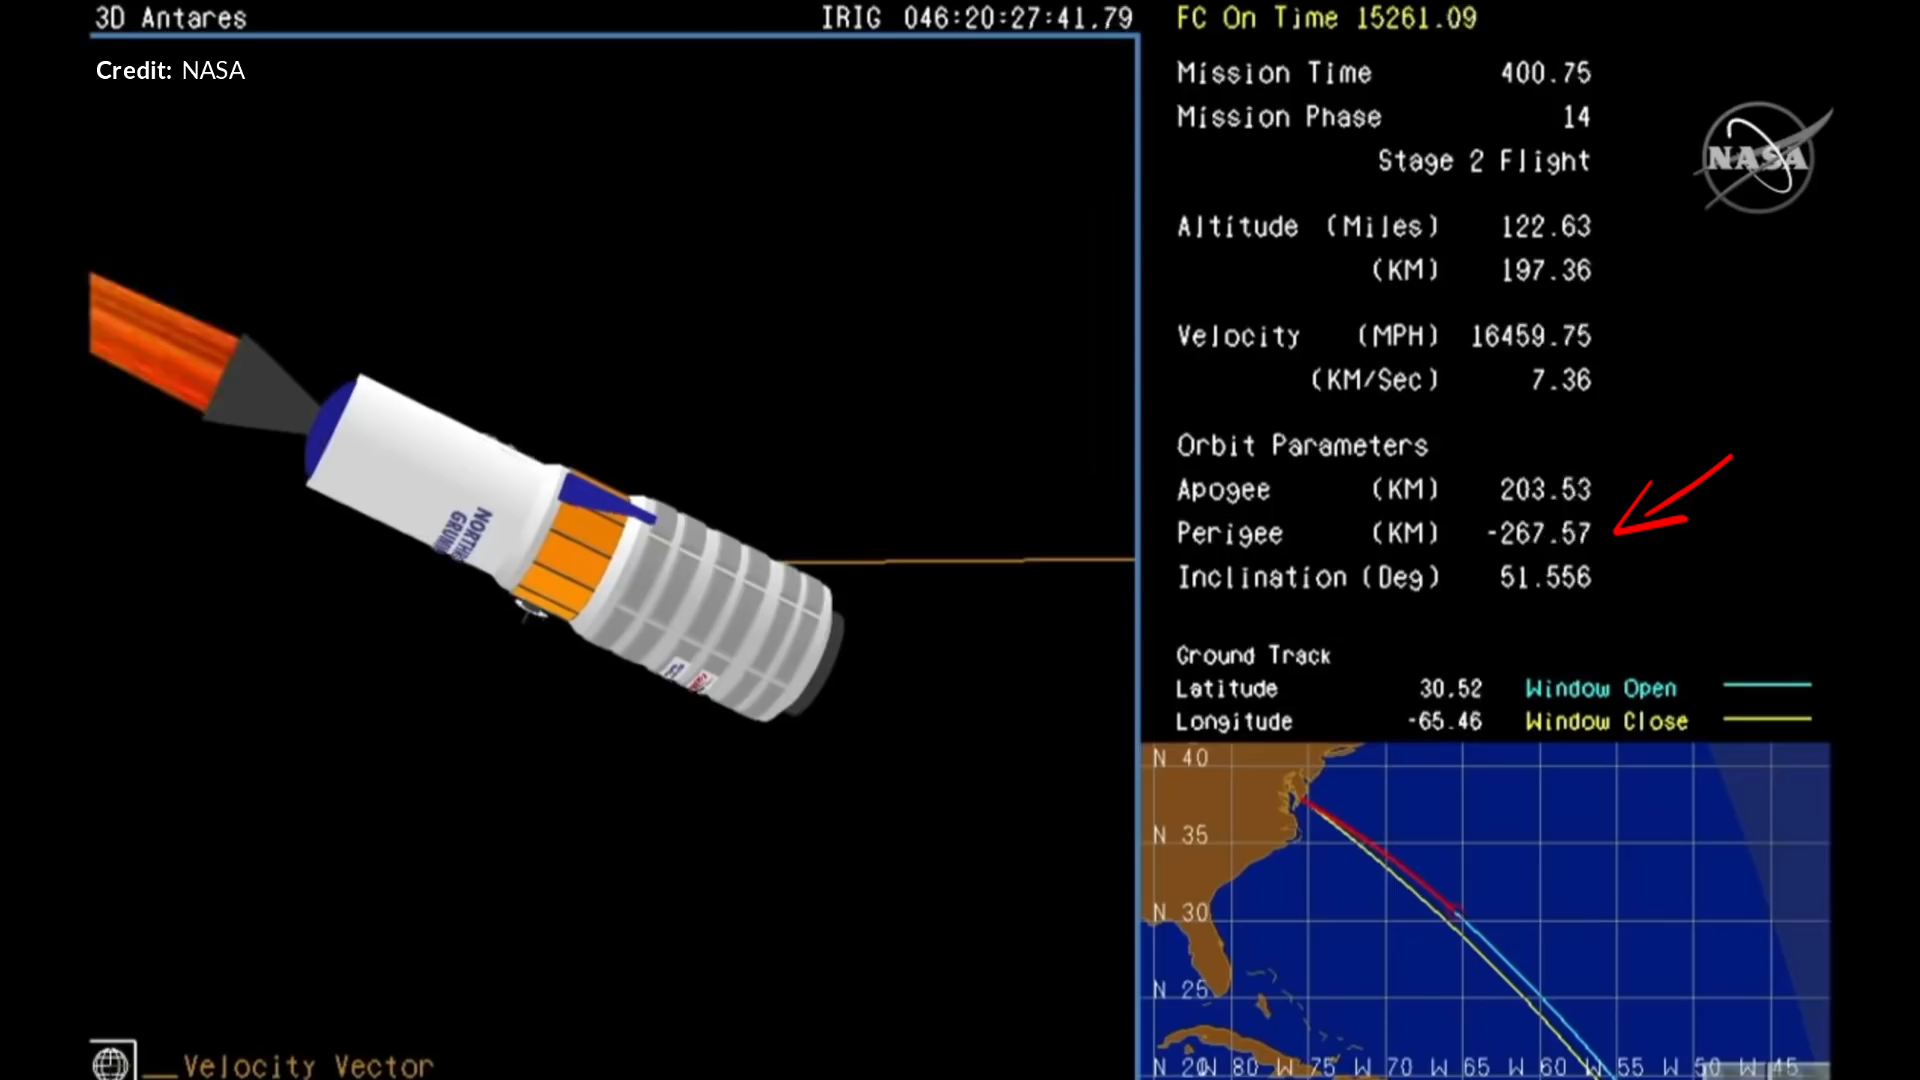 3D Antares
IRIG 046:20:27:41.79
FC On Time 15261.09
Credit: NASA
Mission Time 400.75
Mission Phase 14
Stage 2 Flight
NASA
Altitude (Miles) 122.63
(KM) 197.36
Velocity (MPH) 16459.75
(KM/Sec) 7.36
Orbit Parameters
Apogee (KM) 203.53
Perigee (KM) -267.57
Inclination (Deg) 51.556
Ground Track
Latitude 30.52 Window Open
Longitude -65.46 Window Close
N 40
N 35
N 30
N 25
N 20 W 80 W 75 W 70 W 65 W 60 W 55 W 50 W 45
Velocity Vector